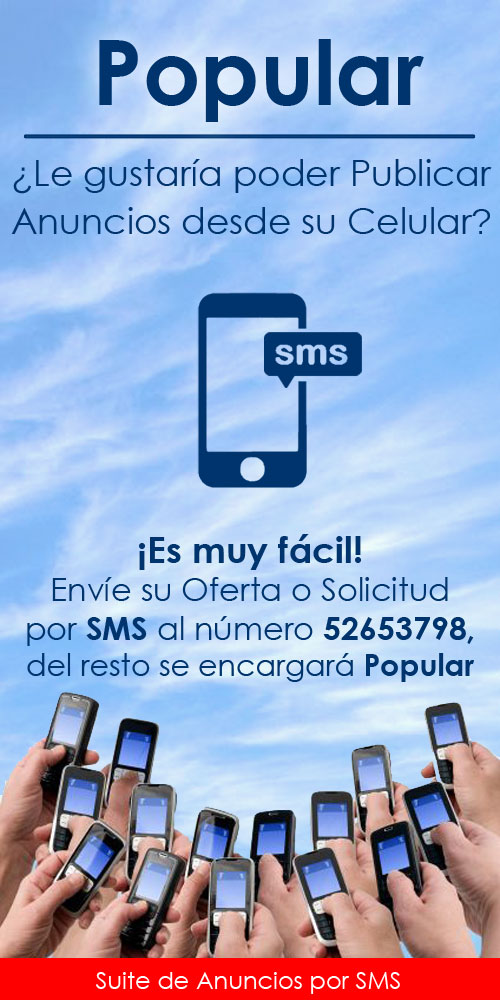 Popular
¿Le gustaría poder Publicar
Anuncios desde su Celular?
sms
¡Es muy fácil!
Envíe su Oferta o Solicitud
por SMS al número 52653798,
del resto se encargará Popular
Suite de Anuncios por SMS